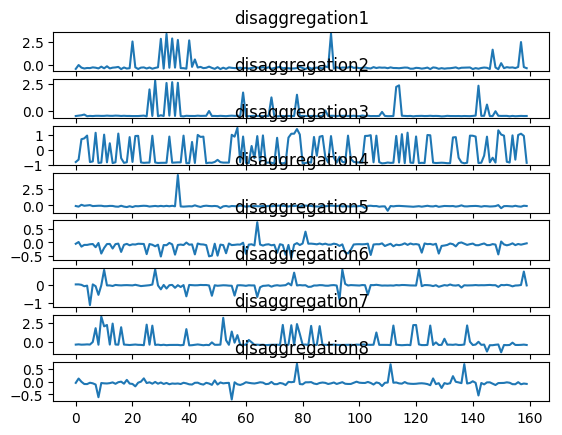 disaggregation1
2.5
0.0
disaggregation2
2.5
0.0
disaggregation3
1
0
−1
disaggregation4
2.5
0.0
disaggregation5
0.5
0.0
−0.5
disaggregation6
0
−1
disaggregation7
2.5
0.0
disaggregation8
0.5
0.0
−0.5
0 20 40 60 80 100 120 140 160